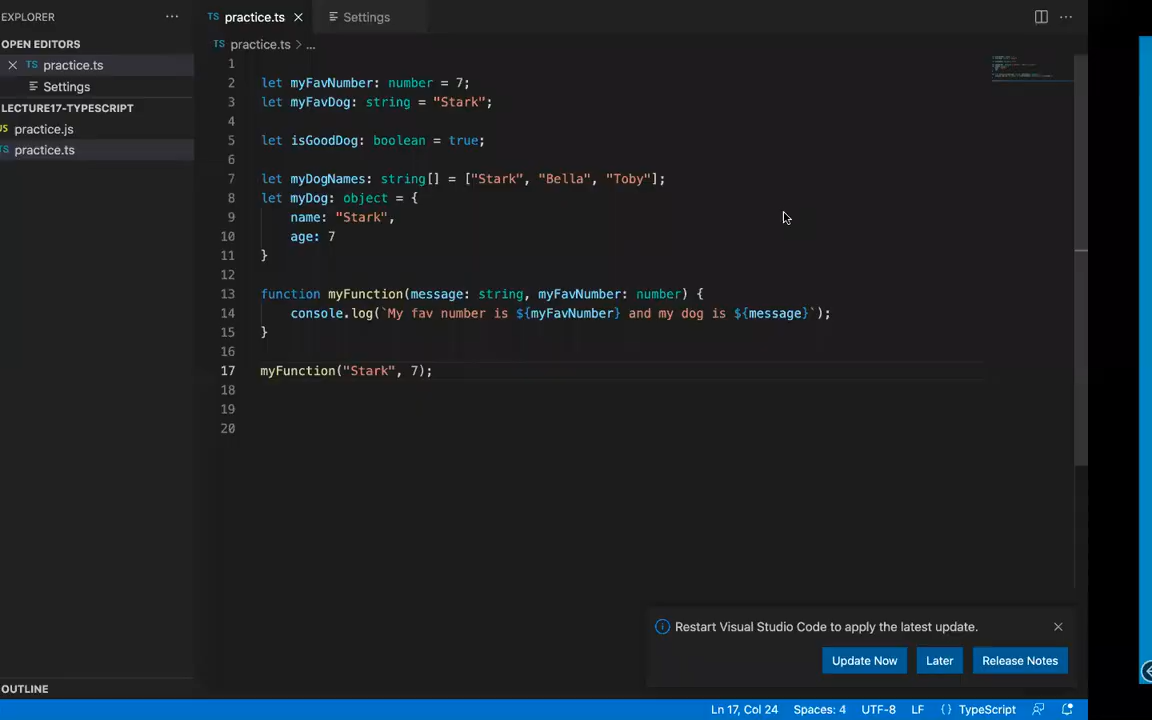 EXPLORER ···
OPEN EDITORS
TS practice.ts
Settings
LECTURE17-TYPESCRIPT
practice.js
practice.ts
OUTLINE
TS practice.ts
Settings
TS practice.ts > ...
1
2 let myFavNumber: number = 7;
3 let myFavDog: string = "Stark";
4
5 let isGoodDog: boolean = true;
6
7 let myDogNames: string[] = ["Stark", "Bella", "Toby"];
8 let myDog: object = {
9 name: "Stark",
10 age: 7
11 }
12
13 function myFunction(message: string, myFavNumber: number) {
14 console.log(`My fav number is ${myFavNumber} and my dog is ${message}`);
15 }
16
17 myFunction("Stark", 7);
18
19
20
Restart Visual Studio Code to apply the latest update.
Update Now Later Release Notes
Ln 17, Col 24 Spaces: 4 UTF-8 LF {} TypeScript